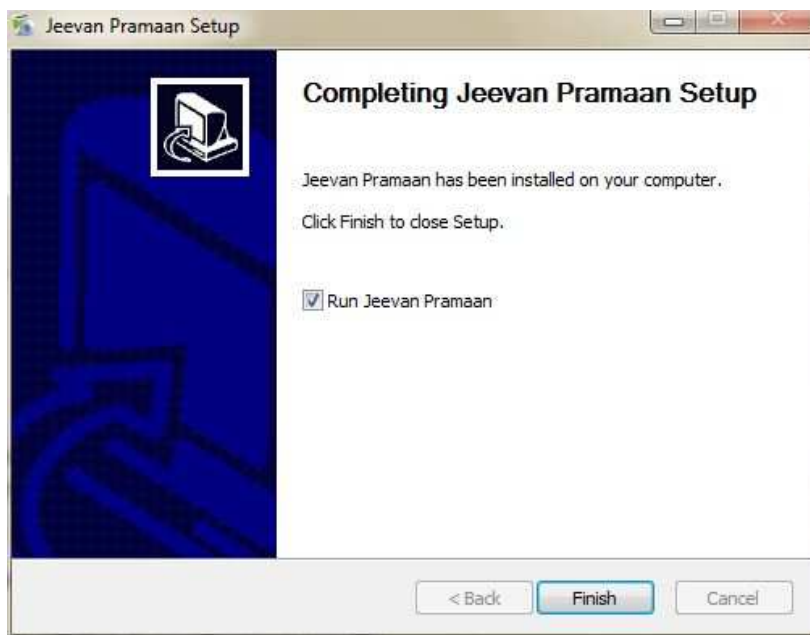 Jeevan Pramaan Setup
Completing Jeevan Pramaan Setup
Jeevan Pramaan has been installed on your computer.
Click Finish to close Setup.
Run Jeevan Pramaan
< Back Finish Cancel